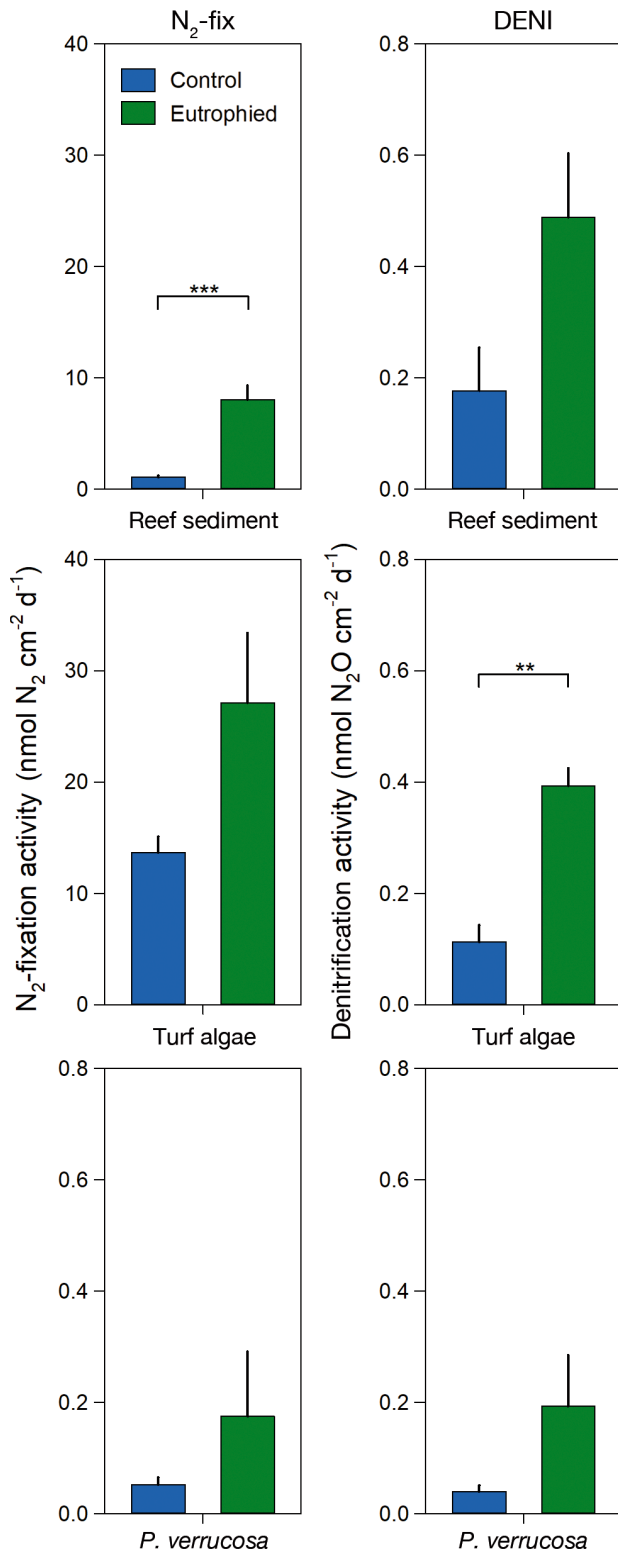 N₂-fix
DENI
40
30
20
10
0
Control
Eutrophied
***
Reef sediment
0.8
0.6
0.4
0.2
0.0
Reef sediment
N₂-fixation activity (nmol N₂ cm⁻² d⁻¹)
40
30
20
10
0
Turf algae
Denitrification activity (nmol N₂O cm⁻² d⁻¹)
0.8
0.6
0.4
0.2
0.0
**
Turf algae
0.8
0.6
0.4
0.2
0.0
P. verrucosa
0.8
0.6
0.4
0.2
0.0
P. verrucosa